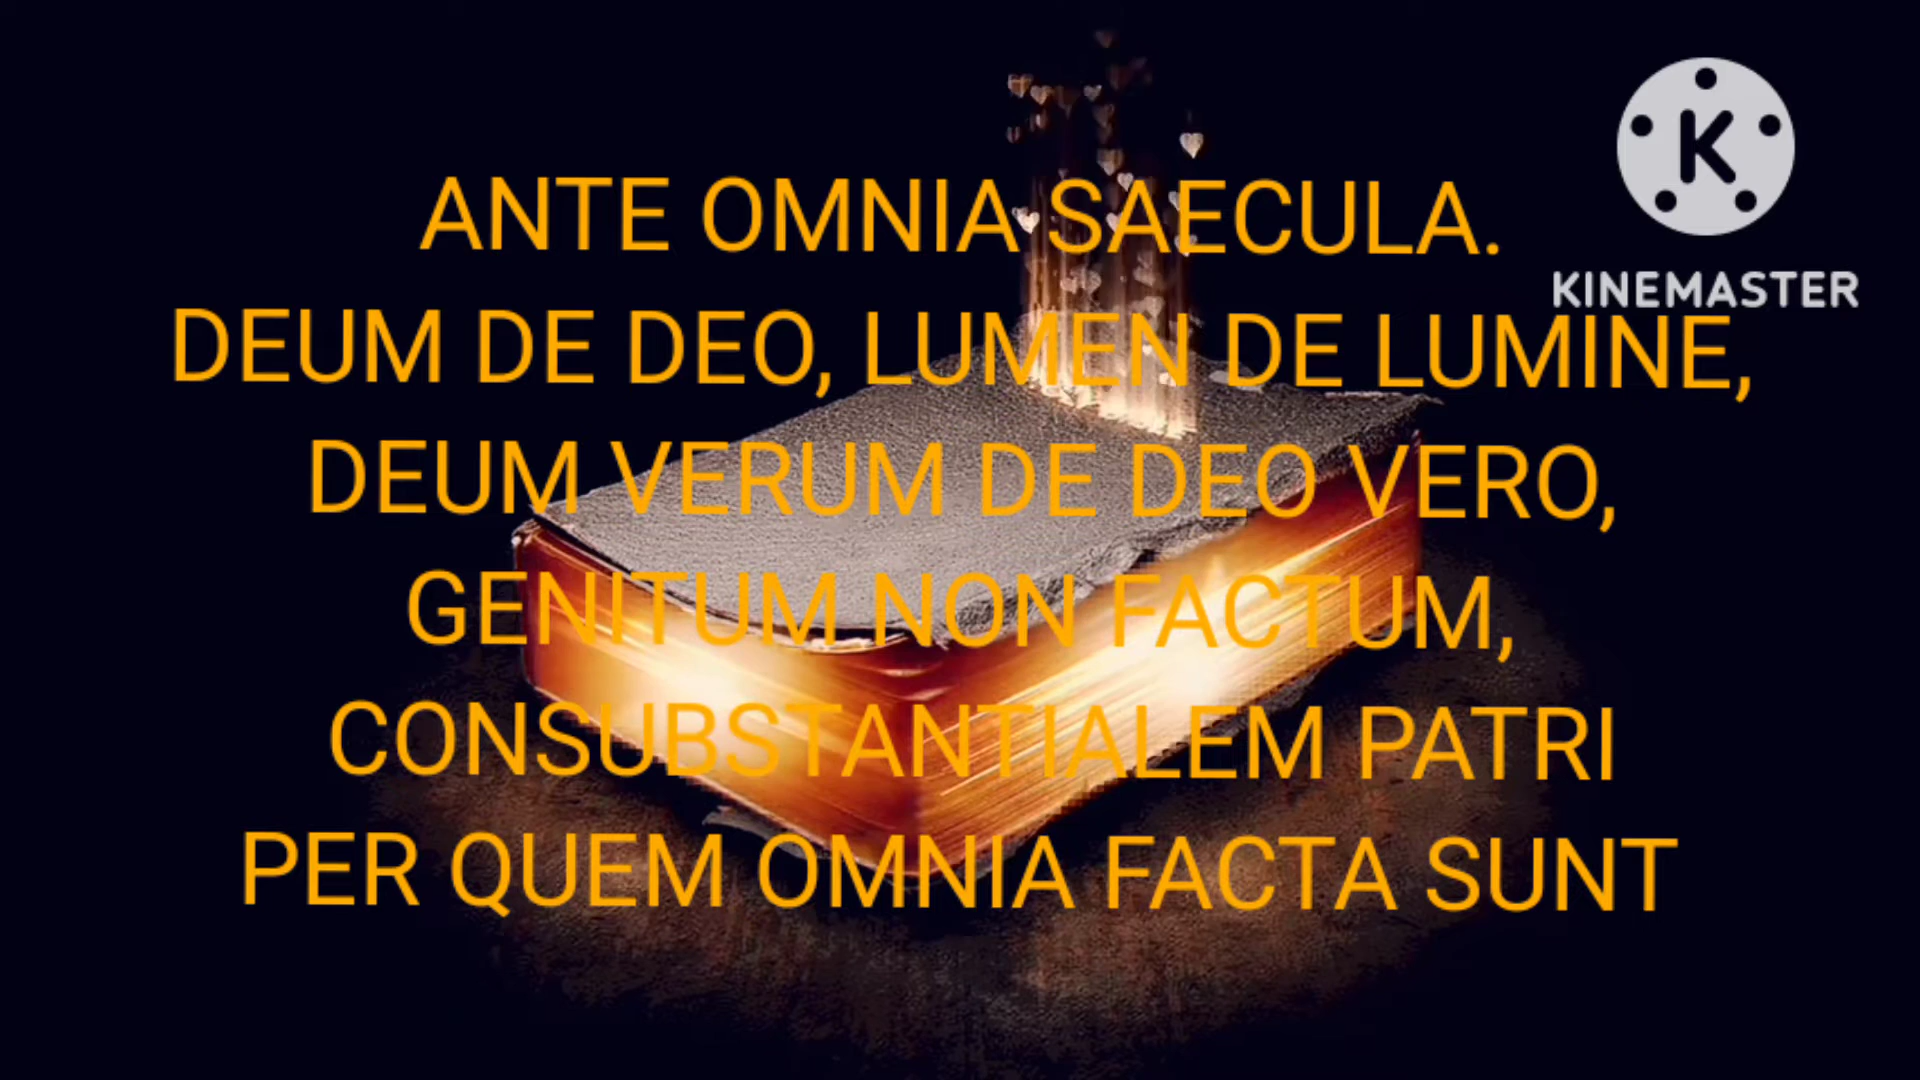 ANTE OMNIA SAECULA.
DEUM DE DEO, LUMEN DE LUMINE,
DEUM VERUM DE DEO VERO,
GENITUM NON FACTUM,
CONSUBSTANTIALEM PATRI
PER QUEM OMNIA FACTA SUNT
K
KINEMASTER